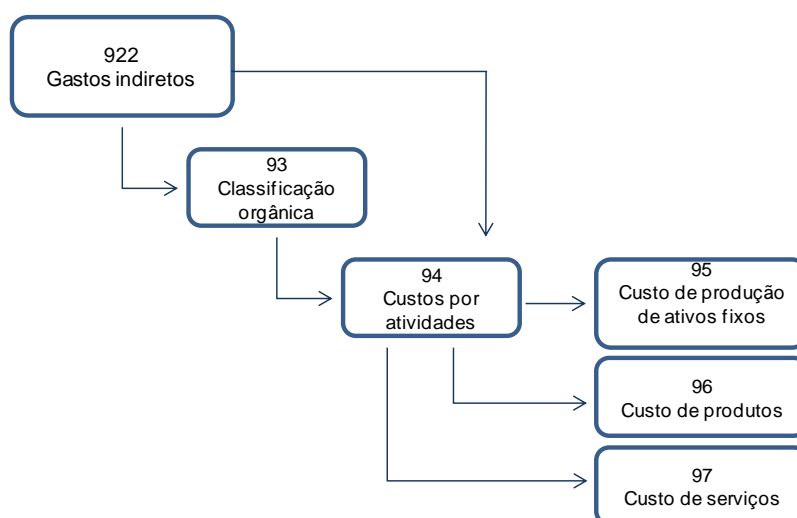 922
Gastos indiretos
93
Classificação
orgânica
94
Custos por
atividades
95
Custo de produção
de ativos fixos
96
Custo de produtos
97
Custo de serviços